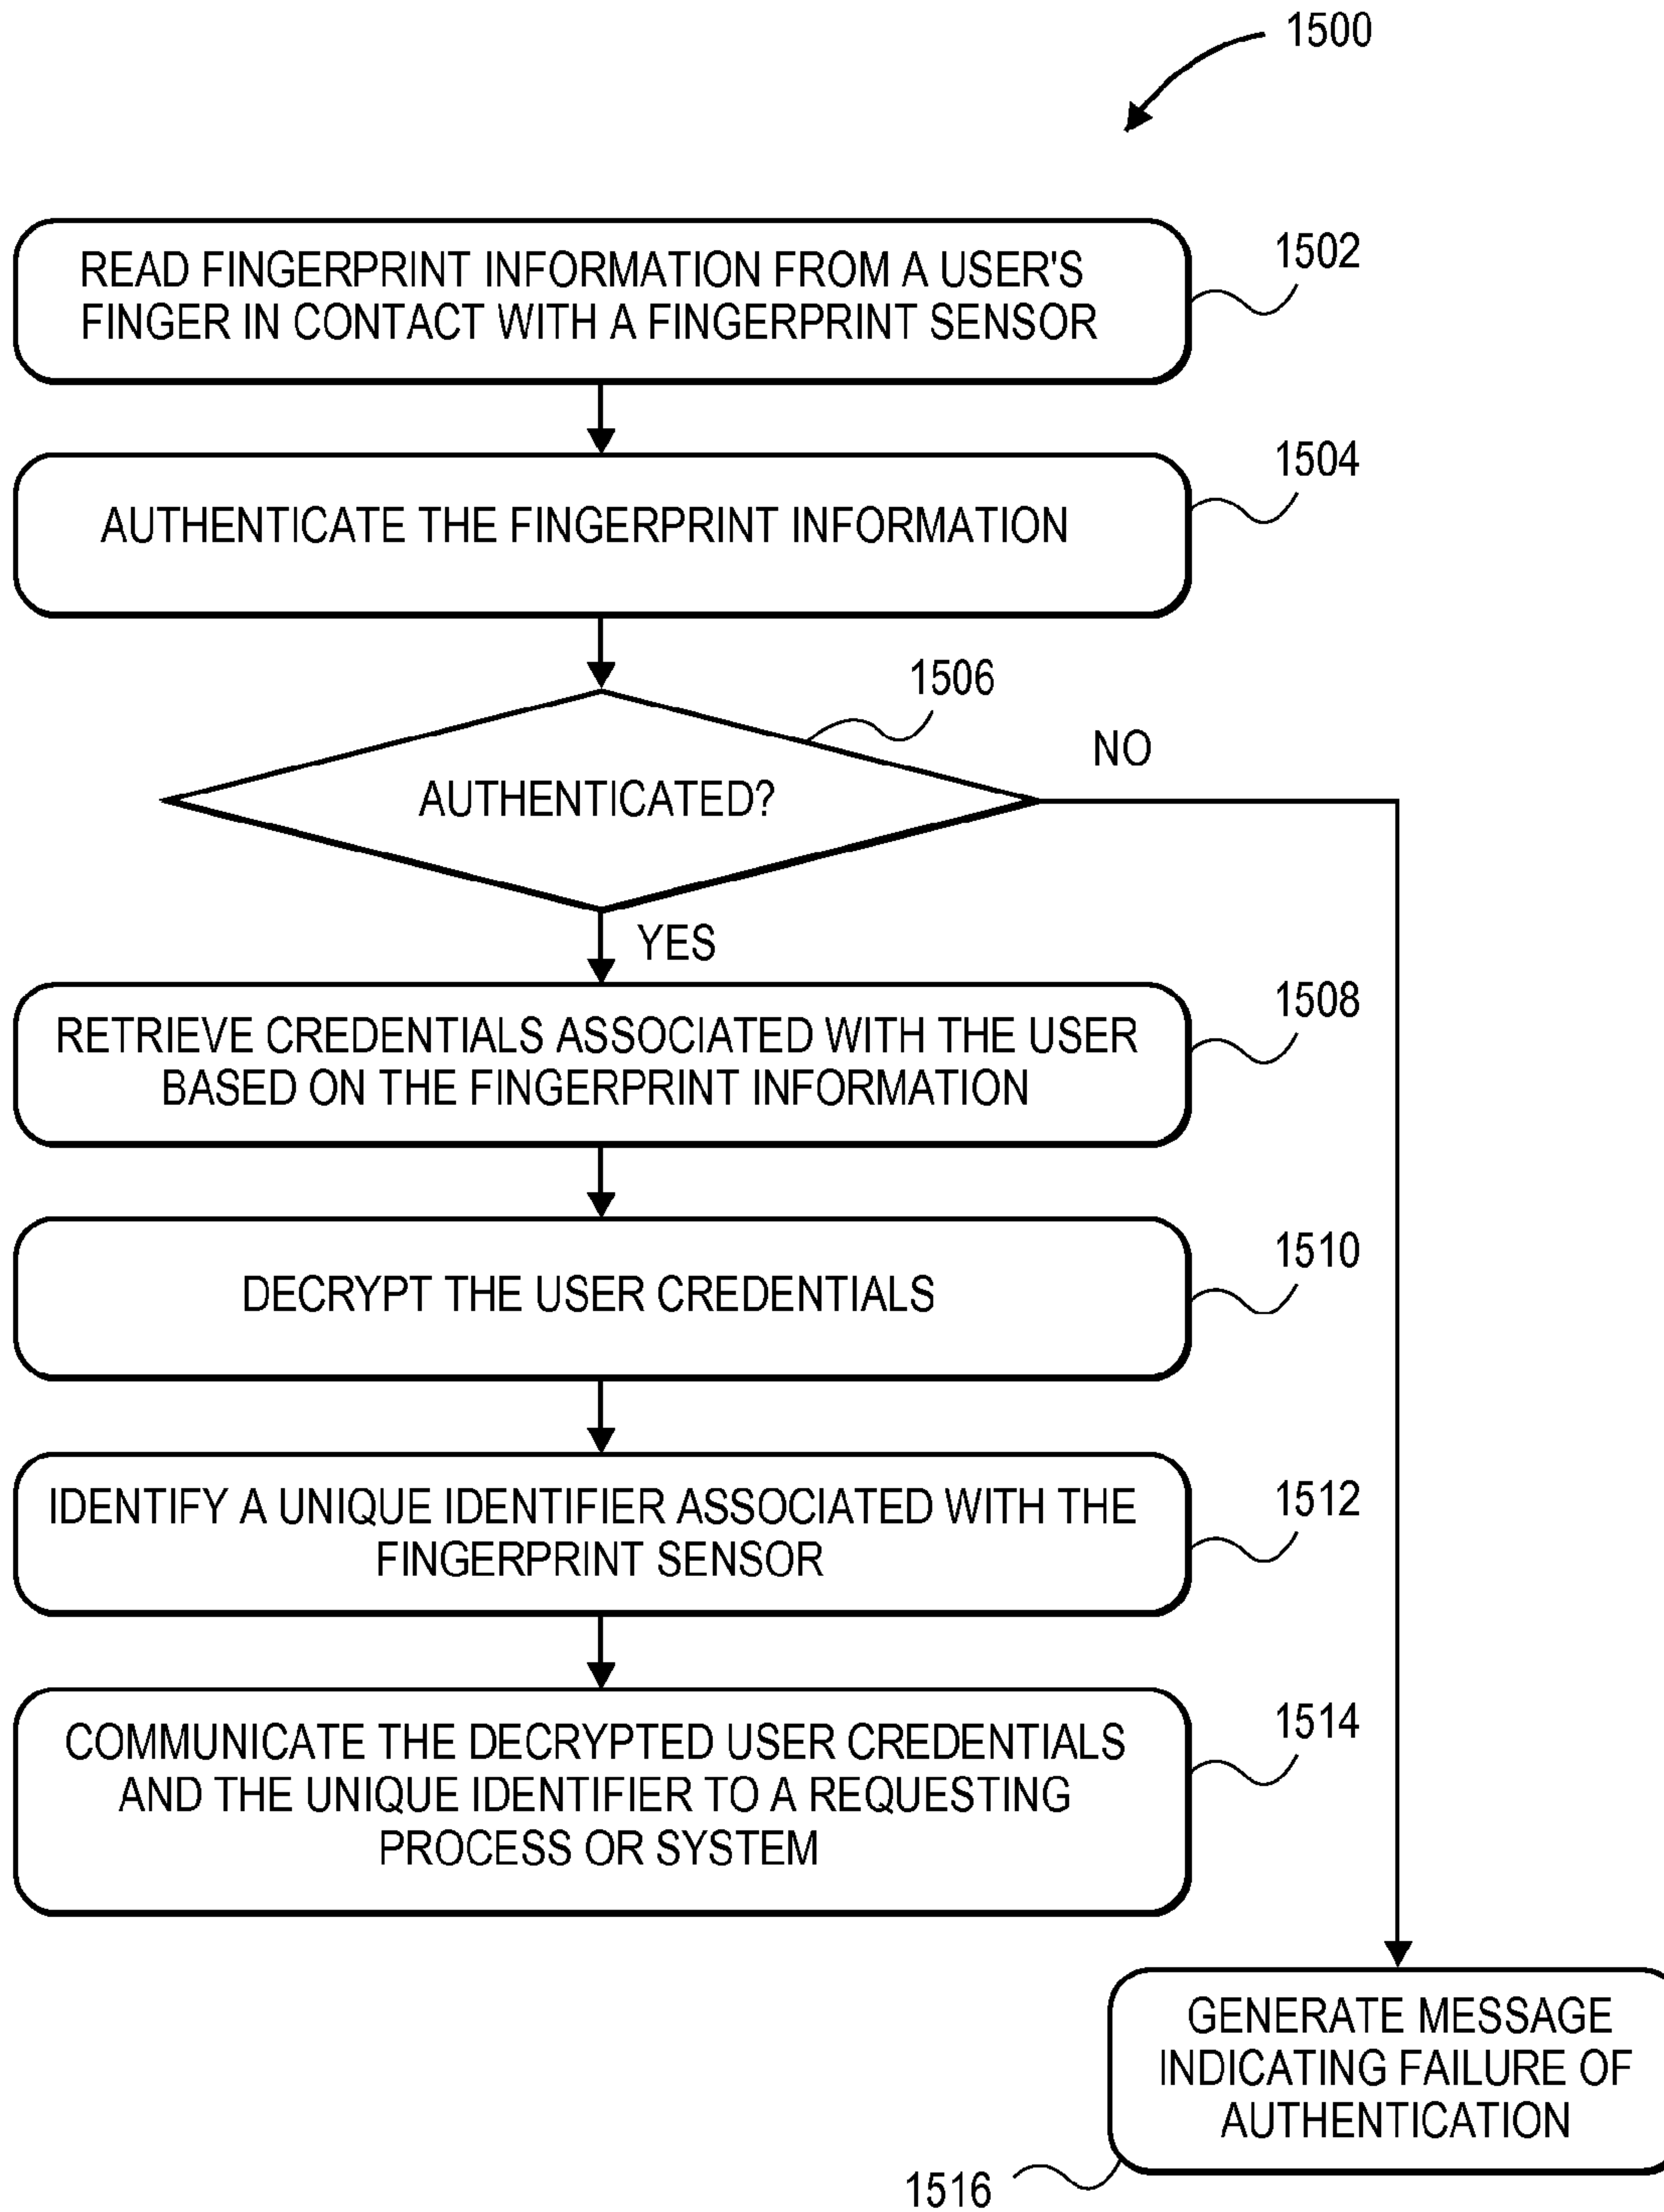 1500
READ FINGERPRINT INFORMATION FROM A USER'S
FINGER IN CONTACT WITH A FINGERPRINT SENSOR
1502
AUTHENTICATE THE FINGERPRINT INFORMATION
1504
1506
AUTHENTICATED?
NO
YES
RETRIEVE CREDENTIALS ASSOCIATED WITH THE USER
BASED ON THE FINGERPRINT INFORMATION
1508
DECRYPT THE USER CREDENTIALS
1510
IDENTIFY A UNIQUE IDENTIFIER ASSOCIATED WITH THE
FINGERPRINT SENSOR
1512
COMMUNICATE THE DECRYPTED USER CREDENTIALS
AND THE UNIQUE IDENTIFIER TO A REQUESTING
PROCESS OR SYSTEM
1514
GENERATE MESSAGE
INDICATING FAILURE OF
AUTHENTICATION
1516